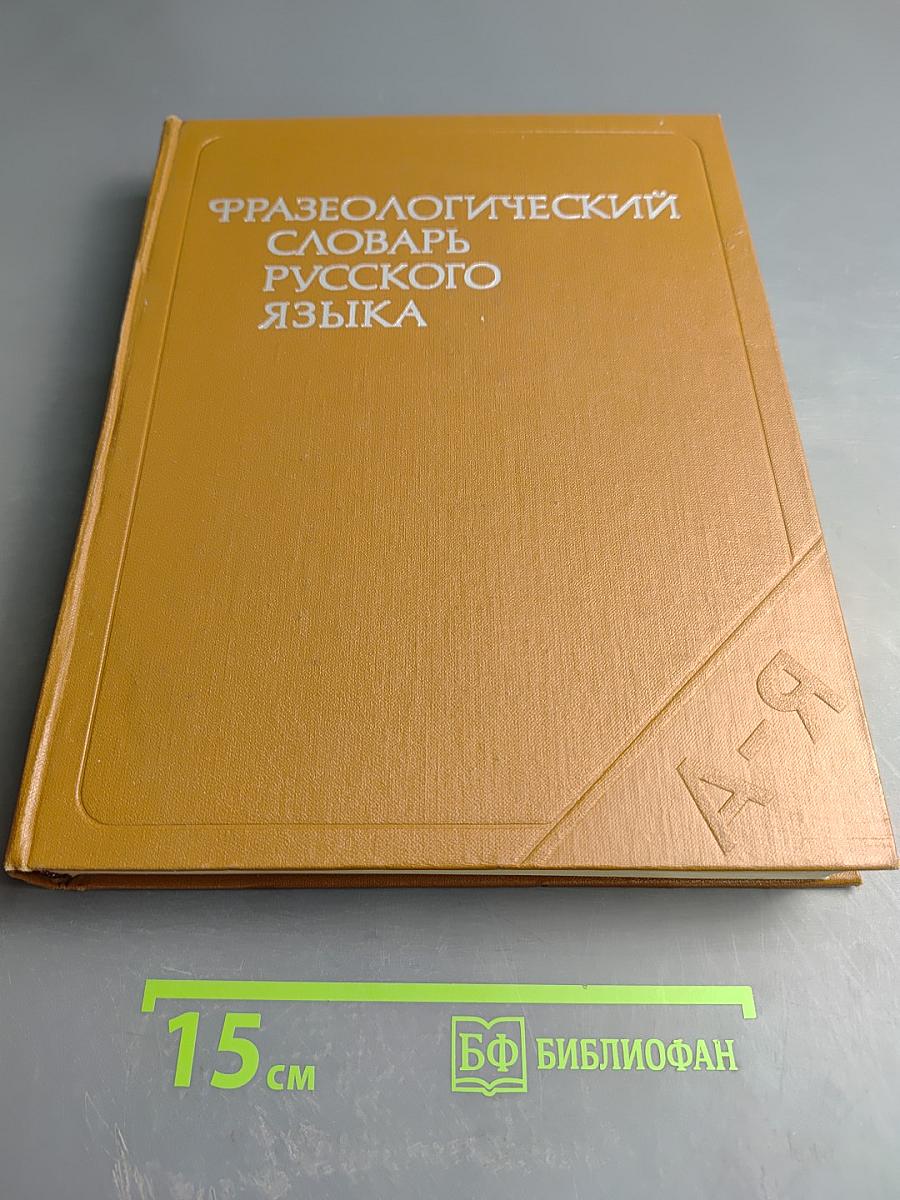 ФРАЗЕОЛОГИЧЕСКИЙ
СЛОВАРЬ
РУССКОГО
ЯЗЫКА
А-Я
15 см
БФ БИБЛИОФАН